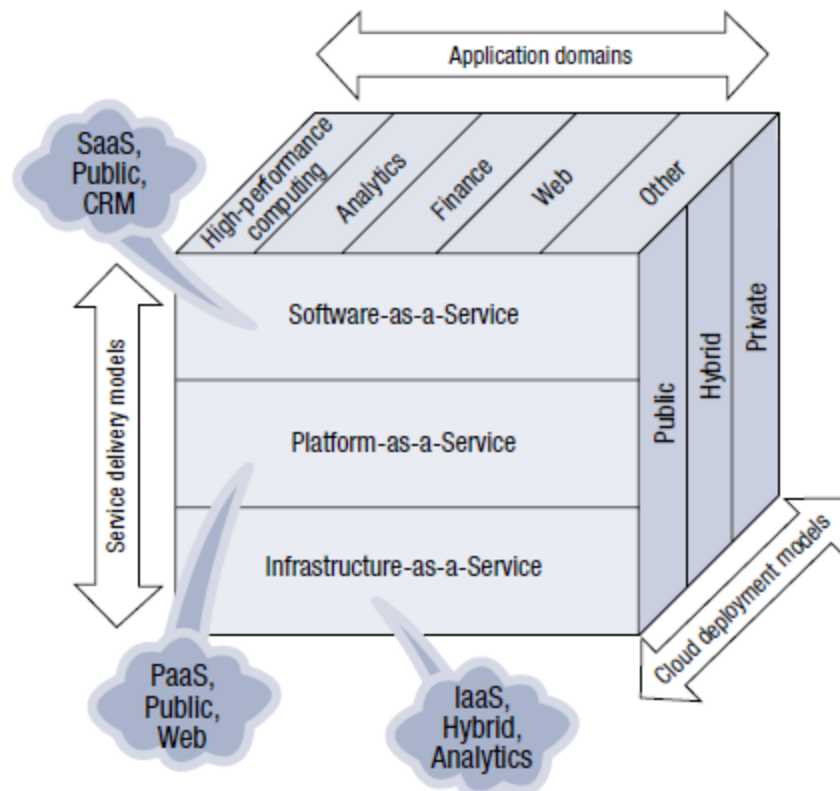 Application domains
SaaS,
Public,
CRM
High-performance
computing
Analytics
Finance
Web
Other
Software-as-a-Service
Platform-as-a-Service
Infrastructure-as-a-Service
Public
Hybrid
Private
Service delivery models
Cloud deployment models
PaaS,
Public,
Web
IaaS,
Hybrid,
Analytics